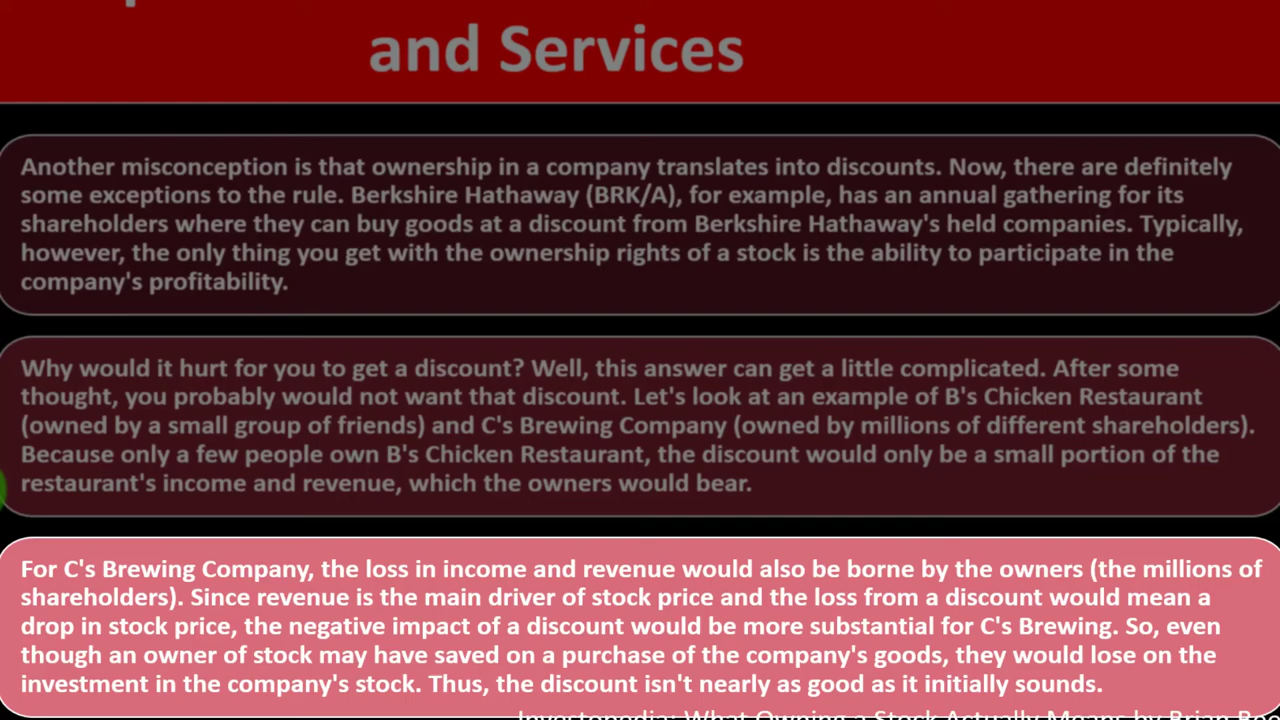 and Services
Another misconception is that ownership in a company translates into discounts. Now, there are definitely
some exceptions to the rule. Berkshire Hathaway (BRK/A), for example, has an annual gathering for its
shareholders where they can buy goods at a discount from Berkshire Hathaway's held companies. Typically,
however, the only thing you get with the ownership rights of a stock is the ability to participate in the
company's profitability.
Why would it hurt for you to get a discount? Well, this answer can get a little complicated. After some
thought, you probably would not want that discount. Let's look at an example of B's Chicken Restaurant
(owned by a small group of friends) and C's Brewing Company (owned by millions of different shareholders).
Because only a few people own B's Chicken Restaurant, the discount would only be a small portion of the
restaurant's income and revenue, which the owners would bear.
For C's Brewing Company, the loss in income and revenue would also be borne by the owners (the millions of
shareholders). Since revenue is the main driver of stock price and the loss from a discount would mean a
drop in stock price, the negative impact of a discount would be more substantial for C's Brewing. So, even
though an owner of stock may have saved on a purchase of the company's goods, they would lose on the
investment in the company's stock. Thus, the discount isn't nearly as good as it initially sounds.
Investopedia: What Owning a Stock Actually Means by Brian